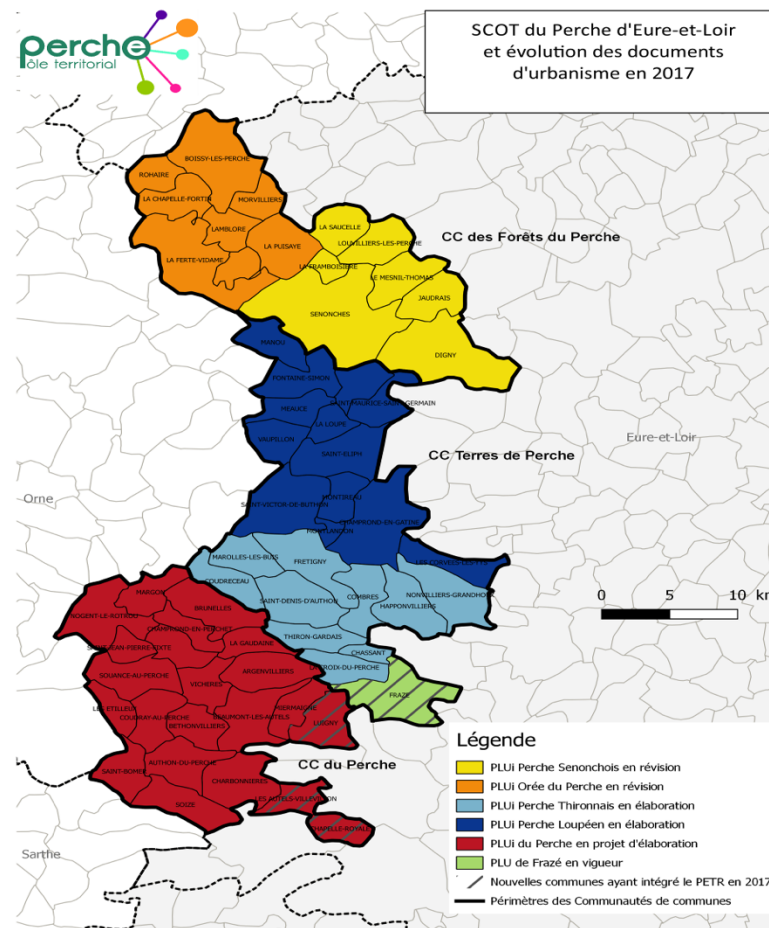 perche
pôle territorial
SCOT du Perche d'Eure-et-Loir
et évolution des documents
d'urbanisme en 2017
BOISSY-LES-PERCHE
ROHAIRE
LA CHAPELLE-FORTIN
MORVILLIERS
LAMBLORE
LA PUISAYE
LA FERTE-VIDAME
LA SAUCELLE
LOUVILLIERS-LES-PERCHE
CC des Forêts du Perche
LA FRAMBOISIERE
LE MESNIL-THOMAS
JAUDRAIS
SENONCHES
DIGNY
MANOU
FONTAINE-SIMON
SAINT-MAURICE-SAINT-GERMAIN
MEAUCE
LA LOUPE
VAUPILLON
SAINT-ELIPH
CC Terres de Perche
Eure-et-Loir
Orne
MONTIREAU
SAINT-VICTOR-DE-BUTHON
CHAMPROND-EN-GATINE
MONTLANDON
MAROLLES-LES-BUIS
FRETIGNY
LES CORVEES-LES-YYS
COUDRECEAU
COMBRES
NONVILLIERS-GRANDHOUX
SAINT-DENIS-D'AUTHOU
HAPPONVILLIERS
MARGON
NOGENT-LE-ROTROU
BRUNELLES
CHAMPROND-EN-PERCHET
THIRON-GARDAIS
LA GAUDAINE
SAINT-JEAN-PIERRE-FIXTE
CHASSANT
LA CROIX-DU-PERCHE
ARGENVILLIERS
SOUANCE-AU-PERCHE
VICHERES
FRAZE
LES ETILLEUX
COUDRAY-AU-PERCHE
BEAUMONT-LES-AUTELS
MIERMAIGNE
LUIGNY
BETHONVILLIERS
CC du Perche
AUTHON-DU-PERCHE
SAINT-BOMER
CHARBONNIERES
LES AUTELS-VILLEVILLON
SOIZE
CHAPELLE-ROYALE
Sarthe
0 5 10 km
Légende
PLUi Perche Senonchois en révision
PLUi Orée du Perche en révision
PLUi Perche Thironnais en élaboration
PLUi Perche Loupéen en élaboration
PLUi du Perche en projet d'élaboration
PLU de Frazé en vigueur
Nouvelles communes ayant intégré le PETR en 2017
Périmètres des Communautés de communes